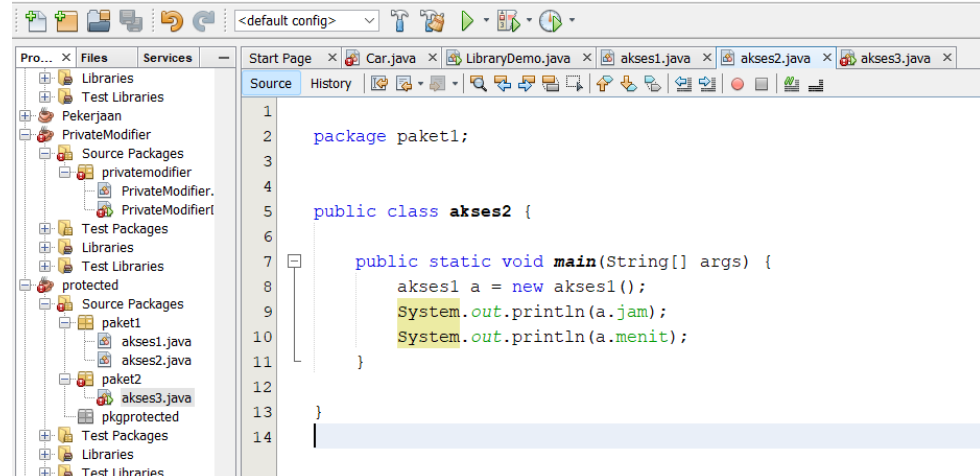 <default config>
Pro... × Files Services —
Start Page × Car.java × LibraryDemo.java × akses1.java × akses2.java × akses3.java ×
Source History
Libraries
Test Libraries
Pekerjaan
PrivateModifier
Source Packages
privatemodifier
PrivateModifier.
PrivateModifierD
Test Packages
Libraries
Test Libraries
protected
Source Packages
paket1
akses1.java
akses2.java
paket2
akses3.java
pkgprotected
Test Packages
Libraries
Test Libraries
1
2 package paket1;
3
4
5 public class akses2 {
6
7 public static void main(String[] args) {
8 akses1 a = new akses1();
9 System.out.println(a.jam);
10 System.out.println(a.menit);
11 }
12
13 }
14